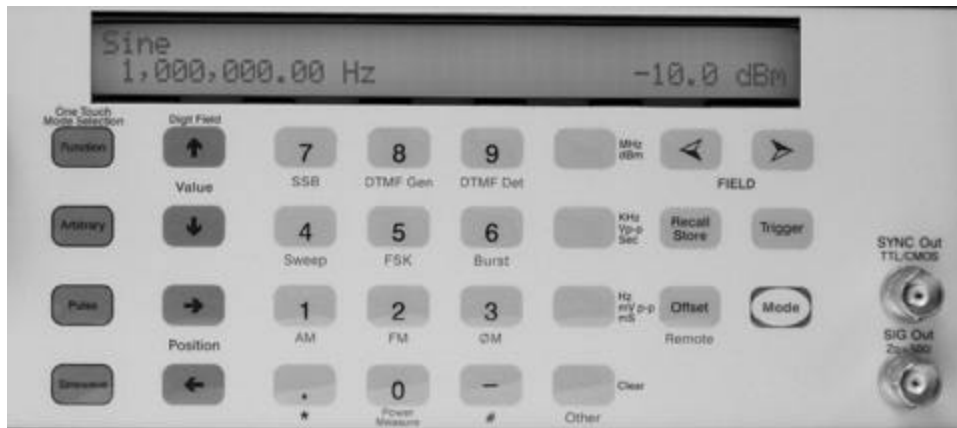 Sine
1,000,000.00 Hz -10.0 dBm
One Touch
Mode Selection
Digit Field
Function
7
8
9
MHz
dBm
Value
SSB
DTMF Gen
DTMF Det
FIELD
Arbitrary
4
5
6
KHz
Vp-p
Sec
Recall
Store
Trigger
Sweep
FSK
Burst
SYNC Out
TTL/CMOS
Pulse
1
2
3
Hz
mV p-p
mS
Offset
Mode
Position
AM
FM
ØM
Remote
SIG Out
Zo=50Ω
Sinewave
.
0
–
Clear
*
Power
Measure
#
Other